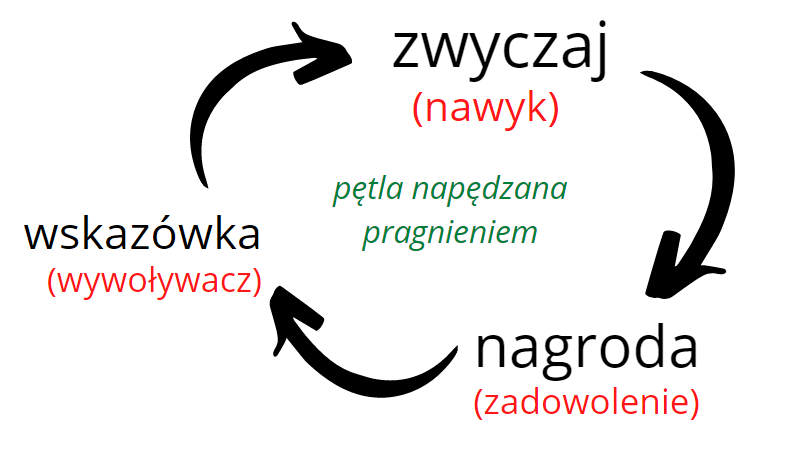 zwyczaj
(nawyk)
pętla napędzana
pragnieniem
wskazówka
(wywoływacz)
nagroda
(zadowolenie)